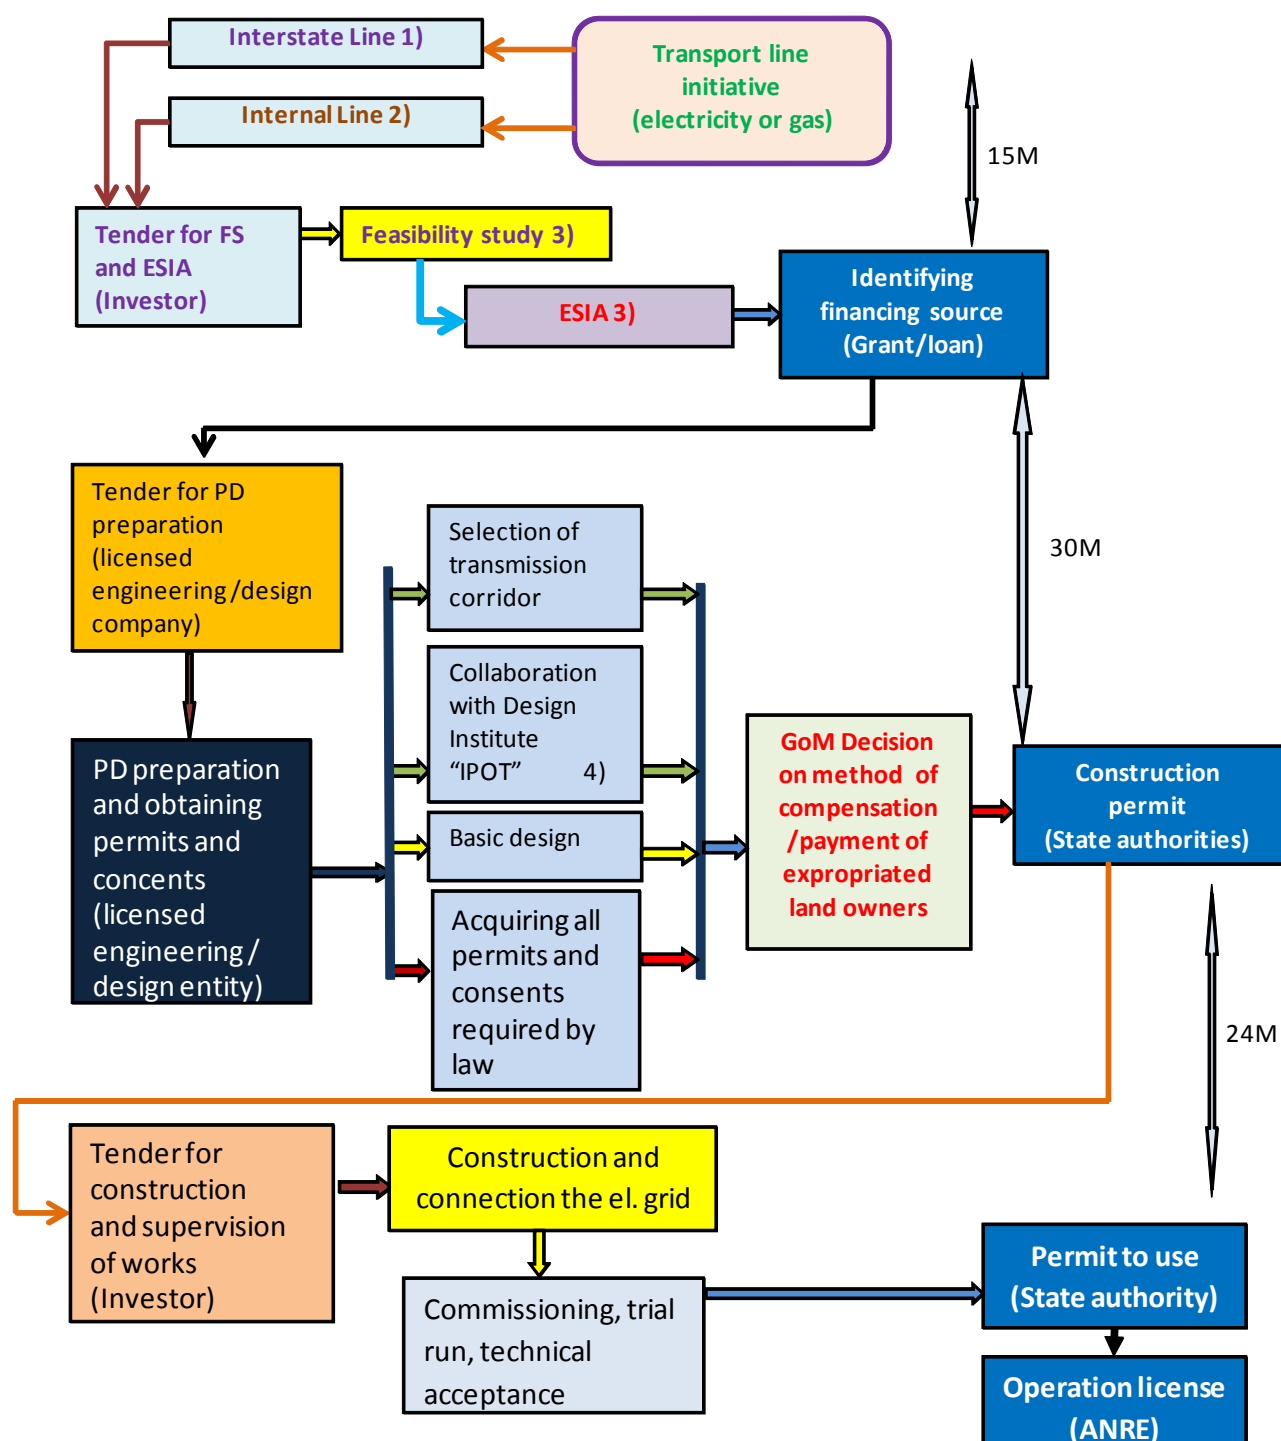 Interstate Line 1)
Transport line
initiative
(electricity or gas)
Internal Line 2)
15M
Tender for FS
and ESIA
(Investor)
Feasibility study 3)
ESIA 3)
Identifying
financing source
(Grant/loan)
Tender for PD
preparation
(licensed
engineering /design
company)
Selection of
transmission
corridor
30M
Collaboration
with Design
Institute
“IPOT” 4)
PD preparation
and obtaining
permits and
concents
(licensed
engineering /
design entity)
Basic design
Acquiring all
permits and
consents
required by
law
GoM Decision
on method of
compensation
/payment of
expropriated
land owners
Construction
permit
(State authorities)
24M
Tender for
construction
and supervision
of works
(Investor)
Construction and
connection the el. grid
Commissioning, trial
run, technical
acceptance
Permit to use
(State authority)
Operation license
(ANRE)